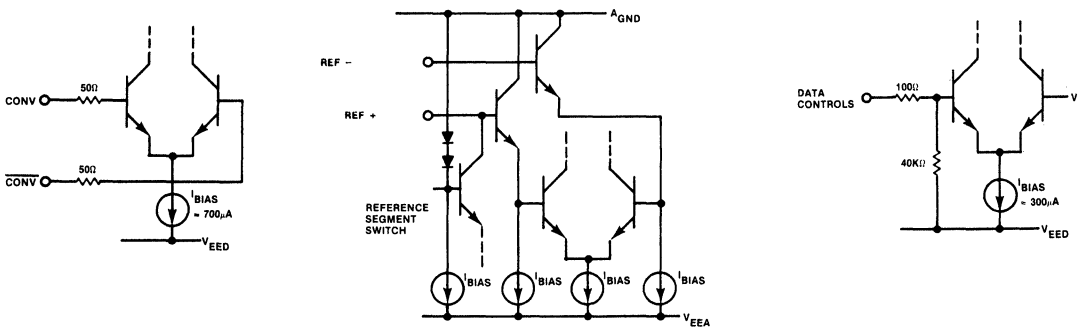 50Ω
CONV
50Ω
CONV
IBIAS
≈ 700μA
VEED
AGND
REF −
REF +
REFERENCE
SEGMENT
SWITCH
IBIAS
IBIAS
IBIAS
IBIAS
VEEA
100Ω
DATA
CONTROLS
V
40KΩ
IBIAS
≈ 300μA
VEED